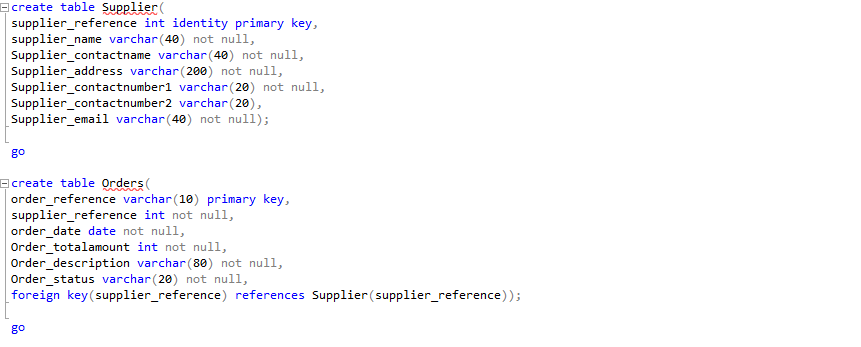 create table Supplier(
supplier_reference int identity primary key,
supplier_name varchar(40) not null,
Supplier_contactname varchar(40) not null,
Supplier_address varchar(200) not null,
Supplier_contactnumber1 varchar(20) not null,
Supplier_contactnumber2 varchar(20),
Supplier_email varchar(40) not null);
go
create table Orders(
order_reference varchar(10) primary key,
supplier_reference int not null,
order_date date not null,
Order_totalamount int not null,
Order_description varchar(80) not null,
Order_status varchar(20) not null,
foreign key(supplier_reference) references Supplier(supplier_reference));
go